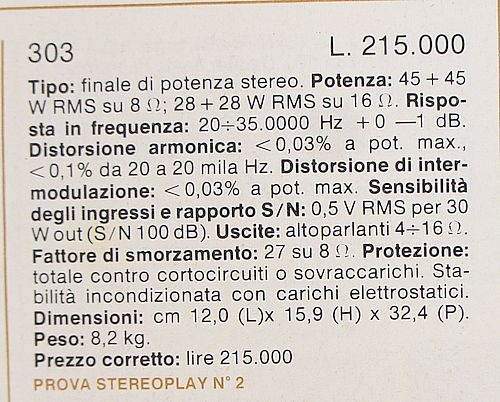 303 L. 215.000
Tipo: finale di potenza stereo. Potenza: 45 + 45
W RMS su 8 Ω; 28 + 28 W RMS su 16 Ω. Rispo-
sta in frequenza: 20÷35.0000 Hz +0 —1 dB.
Distorsione armonica: <0,03% a pot. max.,
<0,1% da 20 a 20 mila Hz. Distorsione di inter-
modulazione: <0,03% a pot. max. Sensibilità
degli ingressi e rapporto S/N: 0,5 V RMS per 30
W out (S/N 100 dB). Uscite: altoparlanti 4÷16 Ω.
Fattore di smorzamento: 27 su 8 Ω. Protezione:
totale contro cortocircuiti o sovraccarichi. Sta-
bilità incondizionata con carichi elettrostatici.
Dimensioni: cm 12,0 (L)x 15,9 (H) x 32,4 (P).
Peso: 8,2 kg.
Prezzo corretto: lire 215.000
PROVA STEREOPLAY N° 2